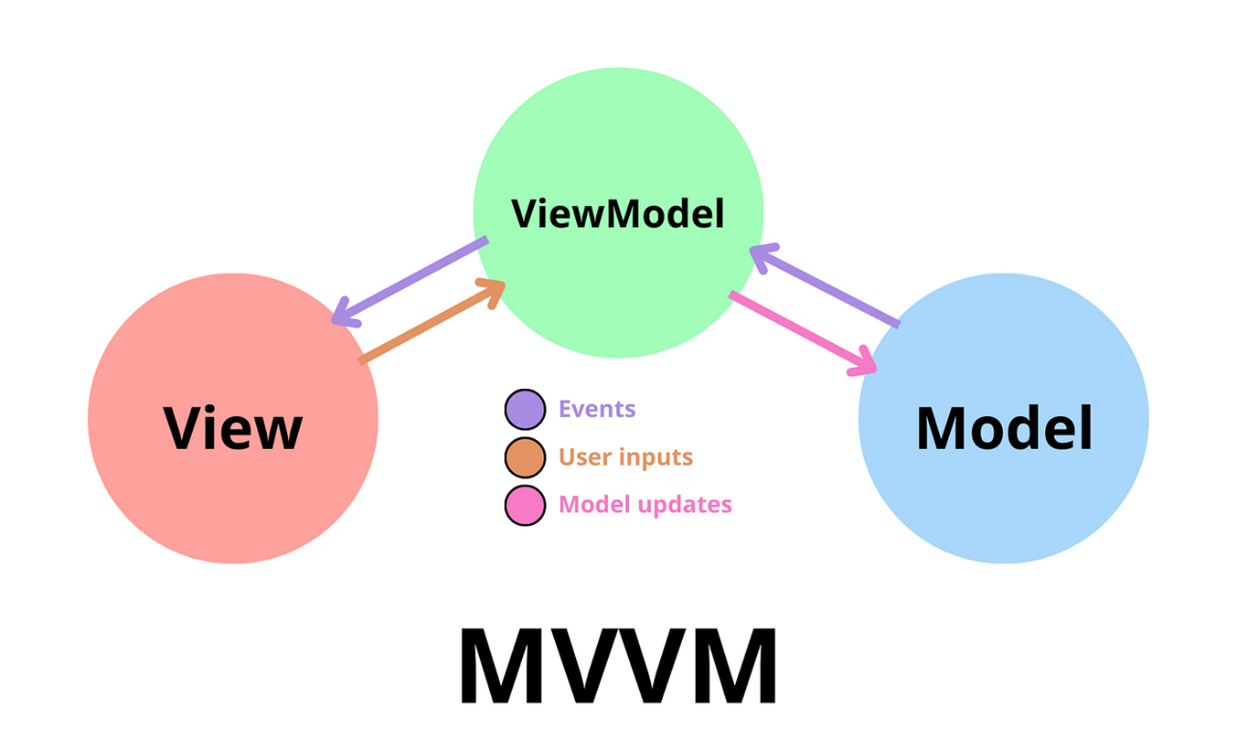 ViewModel
View
Model
Events
User inputs
Model updates
MVVM